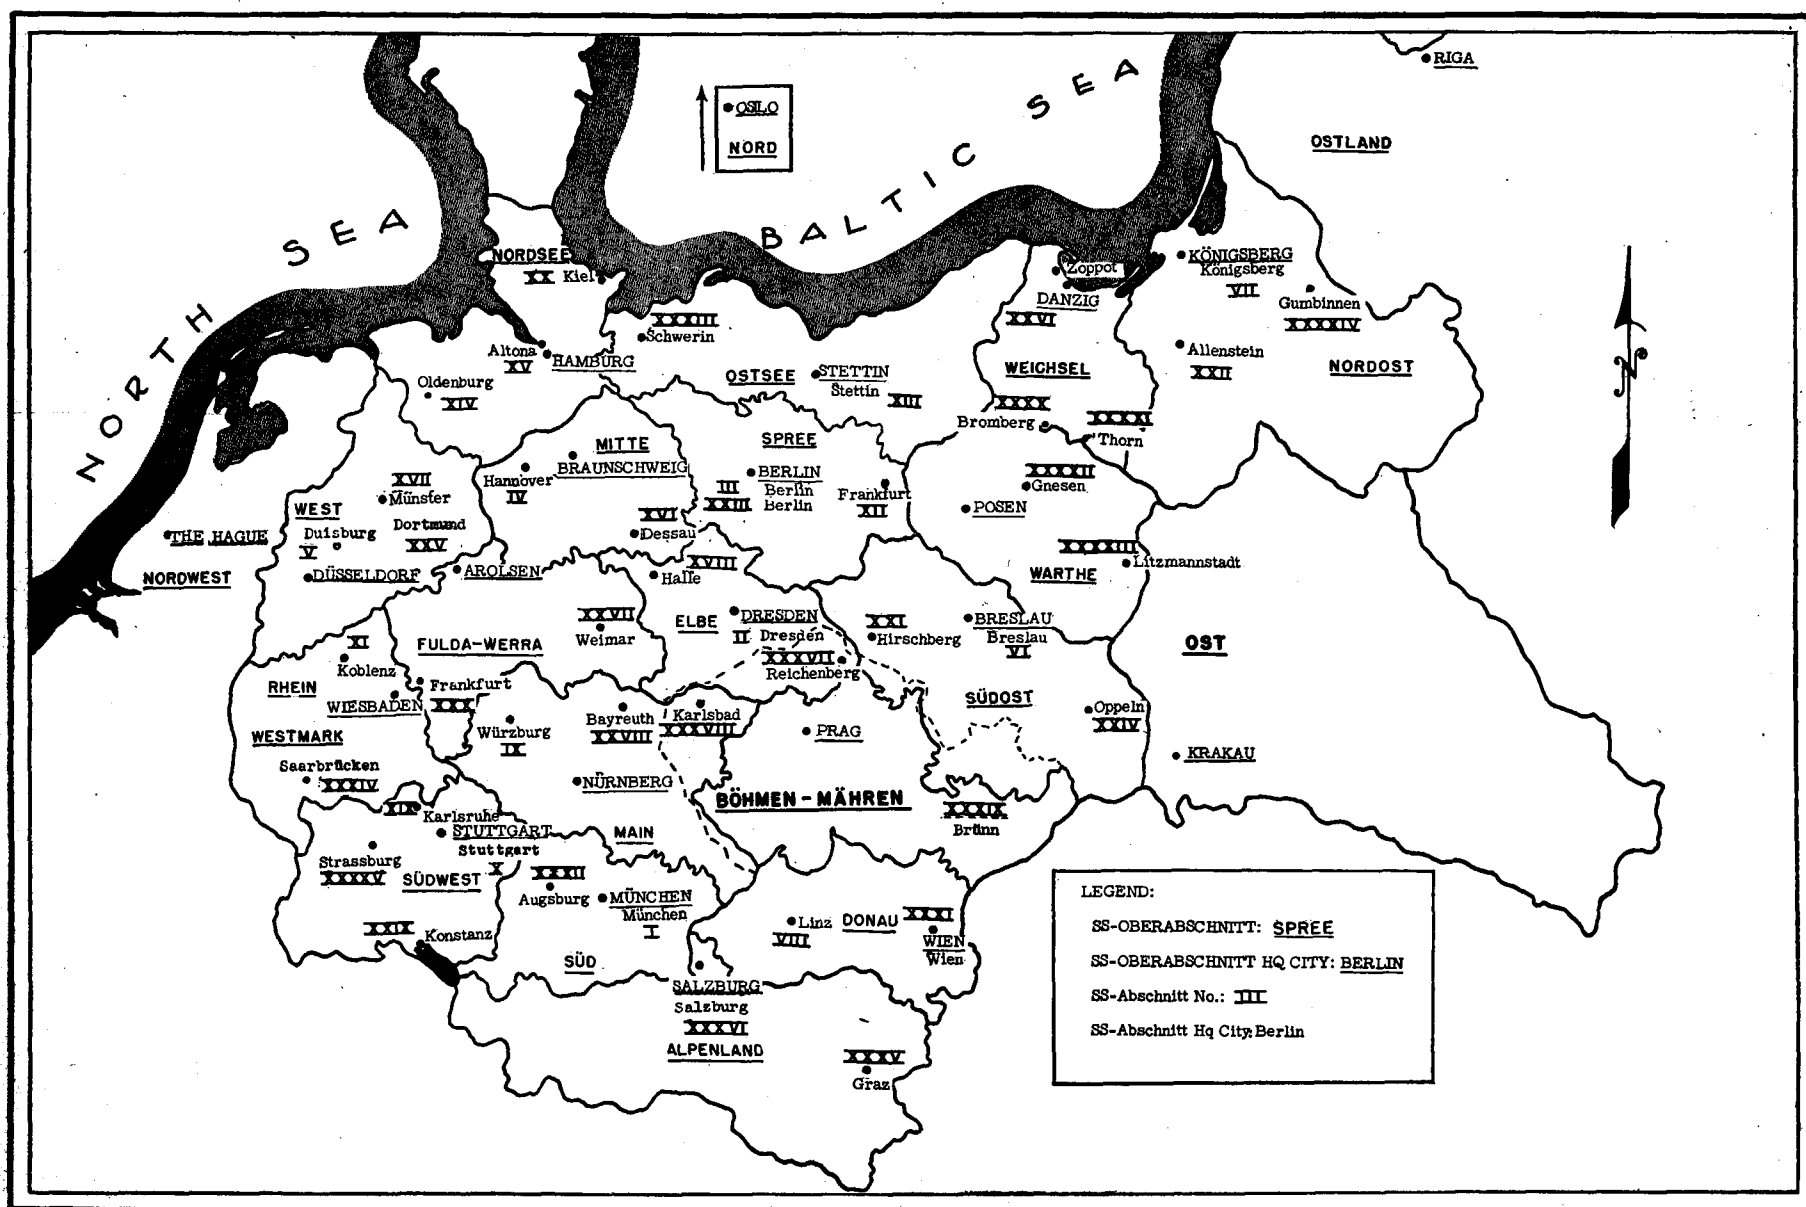 RIGA
OSLO
NORD
BALTIC SEA
OSTLAND
NORTH SEA
NORDSEE
XX Kiel
Zoppot
DANZIG
XXVI
KÖNIGSBERG
Königsberg
VII
Gumbinnen
XXXXIV
N
XXXIII
Schwerin
Altona
XV
HAMBURG
Oldenburg
XIV
OSTSEE
STETTIN
Stettin
XIII
WEICHSEL
Allenstein
XXII
NORDOST
XXXX
Bromberg
XXXXI
Thorn
MITTE
BRAUNSCHWEIG
Hannover
IV
SPREE
BERLIN
III Berlin
XXIII Berlin
Frankfurt
XII
XXXXII
Gnesen
POSEN
XVII
Münster
WEST
Duisburg
V
Dortmund
XXV
DÜSSELDORF
THE HAGUE
NORDWEST
XVI
Dessau
AROLSEN
XVIII
Halle
XXXXIII
Litzmannstadt
WARTHE
XXVII
Weimar
FULDA-WERRA
ELBE
DRESDEN
II Dresden
XXXVII
Reichenberg
XXI
Hirschberg
BRESLAU
Breslau
VI
OST
XI
Koblenz
RHEIN
WIESBADEN
Frankfurt
XXX
WESTMARK
Würzburg
IX
Bayreuth
XXVIII
Karlsbad
XXXVIII
PRAG
SÜDOST
Oppeln
XXIV
KRAKAU
Saarbrücken
XXXIV
NÜRNBERG
BÖHMEN-MÄHREN
XXXIX
Brünn
XIX
Karlsruhe
STUTTGART
Stuttgart
X
MAIN
Strassburg
XXXXV
SÜDWEST
XXXII
Augsburg
MÜNCHEN
München
I
XXIX
Konstanz
SÜD
Linz
VIII
DONAU
XXXI
WIEN
Wien
SALZBURG
Salzburg
XXXVI
ALPENLAND
XXXV
Graz
LEGEND:
SS-OBERABSCHNITT: SPREE
SS-OBERABSCHNITT HQ CITY: BERLIN
SS-Abschnitt No.: III
SS-Abschnitt Hq City: Berlin